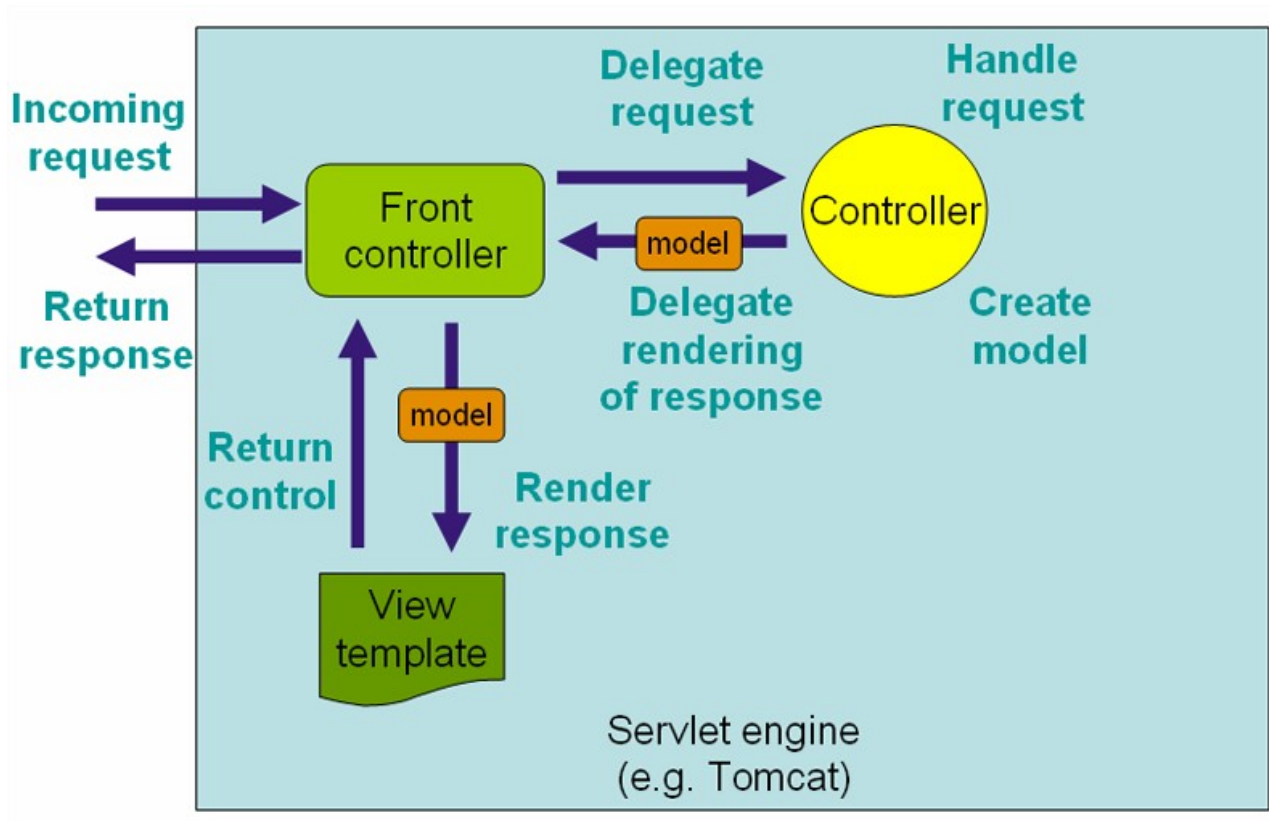 Incoming
request
Return
response
Front
controller
Delegate
request
Handle
request
Controller
model
Delegate
rendering
of response
Create
model
Return
control
model
Render
response
View
template
Servlet engine
(e.g. Tomcat)